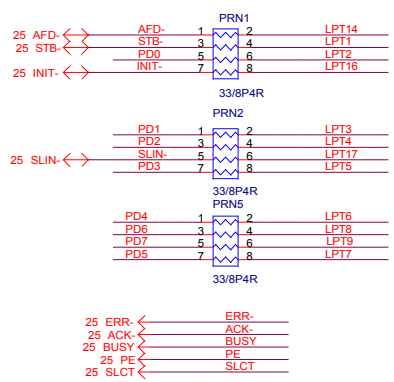 PRN1
25 AFD- AFD- 1 2 LPT14
25 STB- STB- 3 4 LPT1
PD0 5 6 LPT2
25 INIT- INIT- 7 8 LPT16
33/8P4R
PRN2
PD1 1 2 LPT3
PD2 3 4 LPT4
25 SLIN- SLIN- 5 6 LPT17
PD3 7 8 LPT5
33/8P4R
PRN5
PD4 1 2 LPT6
PD6 3 4 LPT8
PD7 5 6 LPT9
PD5 7 8 LPT7
33/8P4R
25 ERR- ERR-
25 ACK- ACK-
25 BUSY BUSY
25 PE PE
25 SLCT SLCT